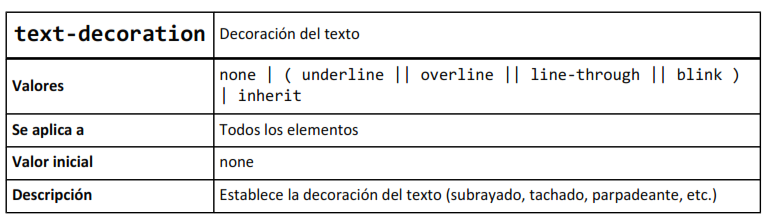 text-decoration Decoración del texto
Valores none | ( underline || overline || line-through || blink )
| inherit
Se aplica a Todos los elementos
Valor inicial none
Descripción Establece la decoración del texto (subrayado, tachado, parpadeante, etc.)